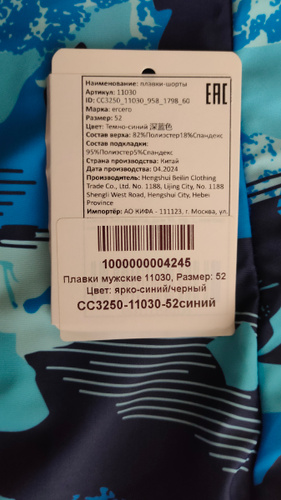 Наименование: плавки-шорты
Артикул: 11030
ID: CC3250_11030_958_1798_60
Марка: ercero
Размер: 52
Цвет: Темно-синий 深蓝色
Состав верха: 82%Полиэстер18%Спандекс
Состав подкладки:
95%Полиэстер5%Спандекс
Страна производства: Китай
Дата производства: 04.2024
Производитель: Hengshui Beilin Clothing
Trade Co., Ltd. No. 1188, Lijing City, No. 1188
Shengli West Road, Hengshui City, Hebei
Province
Импортёр: АО КИФА - 111123, г. Москва, ул.
EAC
1000000004245
Плавки мужские 11030, Размер: 52
Цвет: ярко-синий/черный
CC3250-11030-52синий